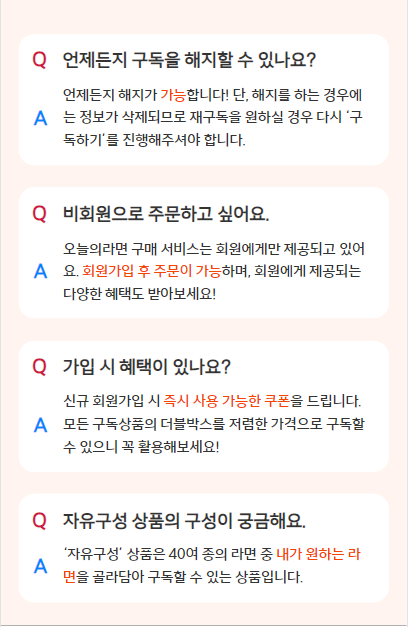 Q 언제든지 구독을 해지할 수 있나요?
언제든지 해지가 가능합니다! 단, 해지를 하는 경우에
A 는 정보가 삭제되므로 재구독을 원하실 경우 다시 ‘구
독하기‘를 진행해주셔야 합니다.
Q 비회원으로 주문하고 싶어요.
오늘의라면 구매 서비스는 회원에게만 제공되고 있어
A 요. 회원가입 후 주문이 가능하며, 회원에게 제공되는
다양한 혜택도 받아보세요!
Q 가입 시 혜택이 있나요?
신규 회원가입 시 즉시 사용 가능한 쿠폰을 드립니다.
A 모든 구독상품의 더블박스를 저렴한 가격으로 구독할
수 있으니 꼭 활용해보세요!
Q 자유구성 상품의 구성이 궁금해요.
A ‘자유구성’ 상품은 40여 종의 라면 중 내가 원하는 라
면을 골라담아 구독할 수 있는 상품입니다.